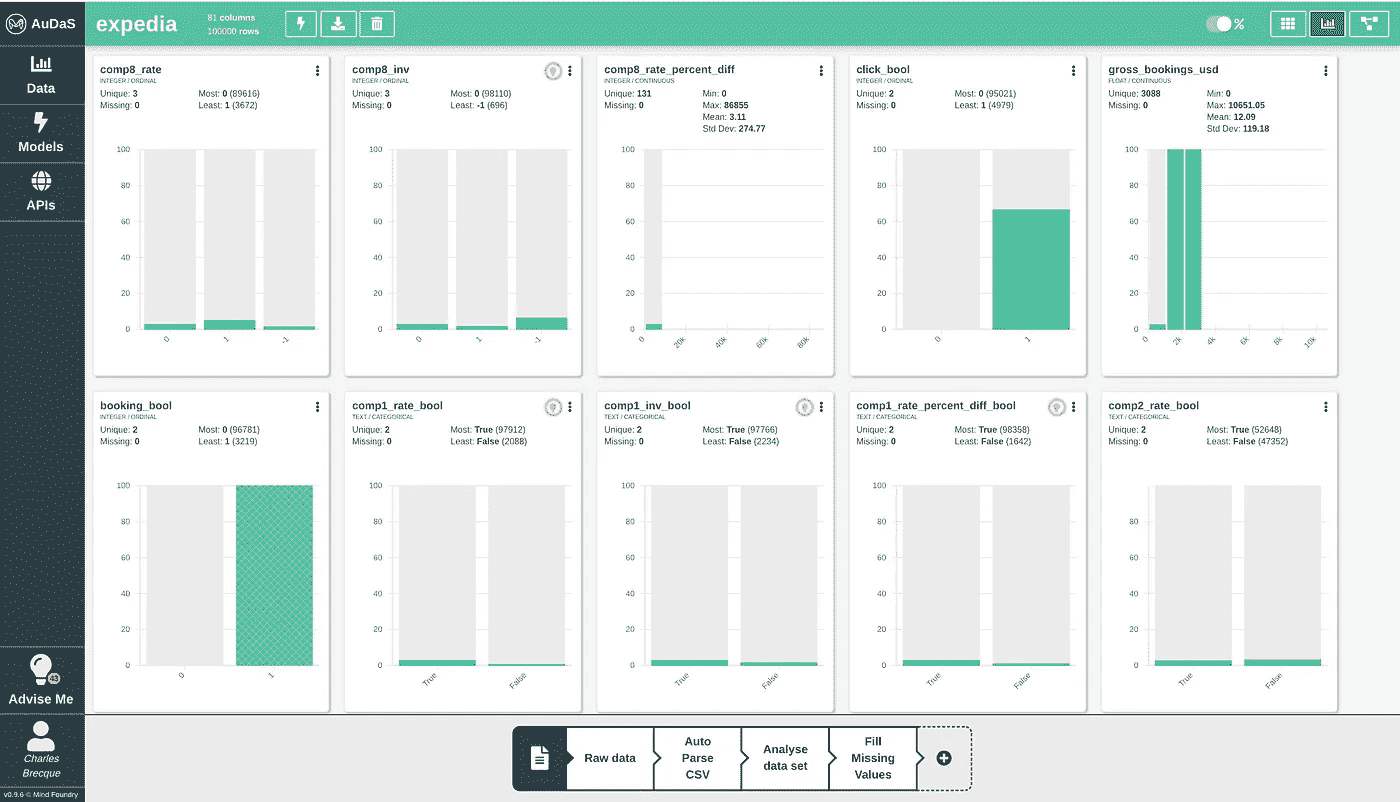 AuDaS
expedia
81 columns
100000 rows
%
Data
Models
APIs
Advise Me
43
Charles
Brecque
v0.9.6 © Mind Foundry
comp8_rate
INTEGER / ORDINAL
Unique: 3 Most: 0 (89616)
Missing: 0 Least: 1 (3672)
100
80
60
40
20
0
0 1 -1
comp8_inv
INTEGER / ORDINAL
Unique: 3 Most: 0 (98110)
Missing: 0 Least: -1 (696)
100
80
60
40
20
0
0 1 -1
comp8_rate_percent_diff
INTEGER / CONTINUOUS
Unique: 131 Min: 0
Missing: 0 Max: 86855
Mean: 3.11
Std Dev: 274.77
100
80
60
40
20
0
0 20k 40k 60k 80k
click_bool
INTEGER / ORDINAL
Unique: 2 Most: 0 (95021)
Missing: 0 Least: 1 (4979)
100
80
60
40
20
0
0 1
gross_bookings_usd
FLOAT / CONTINUOUS
Unique: 3088 Min: 0
Missing: 0 Max: 10651.05
Mean: 12.09
Std Dev: 119.18
100
80
60
40
20
0
0 2k 4k 6k 8k 10k
booking_bool
INTEGER / ORDINAL
Unique: 2 Most: 0 (96781)
Missing: 0 Least: 1 (3219)
100
80
60
40
20
0
0 1
comp1_rate_bool
TEXT / CATEGORICAL
Unique: 2 Most: True (97912)
Missing: 0 Least: False (2088)
100
80
60
40
20
0
True False
comp1_inv_bool
TEXT / CATEGORICAL
Unique: 2 Most: True (97766)
Missing: 0 Least: False (2234)
100
80
60
40
20
0
True False
comp1_rate_percent_diff_bool
TEXT / CATEGORICAL
Unique: 2 Most: True (98358)
Missing: 0 Least: False (1642)
100
80
60
40
20
0
True False
comp2_rate_bool
TEXT / CATEGORICAL
Unique: 2 Most: True (52648)
Missing: 0 Least: False (47352)
100
80
60
40
20
0
True False
Raw data
Auto
Parse
CSV
Analyse
data set
Fill
Missing
Values